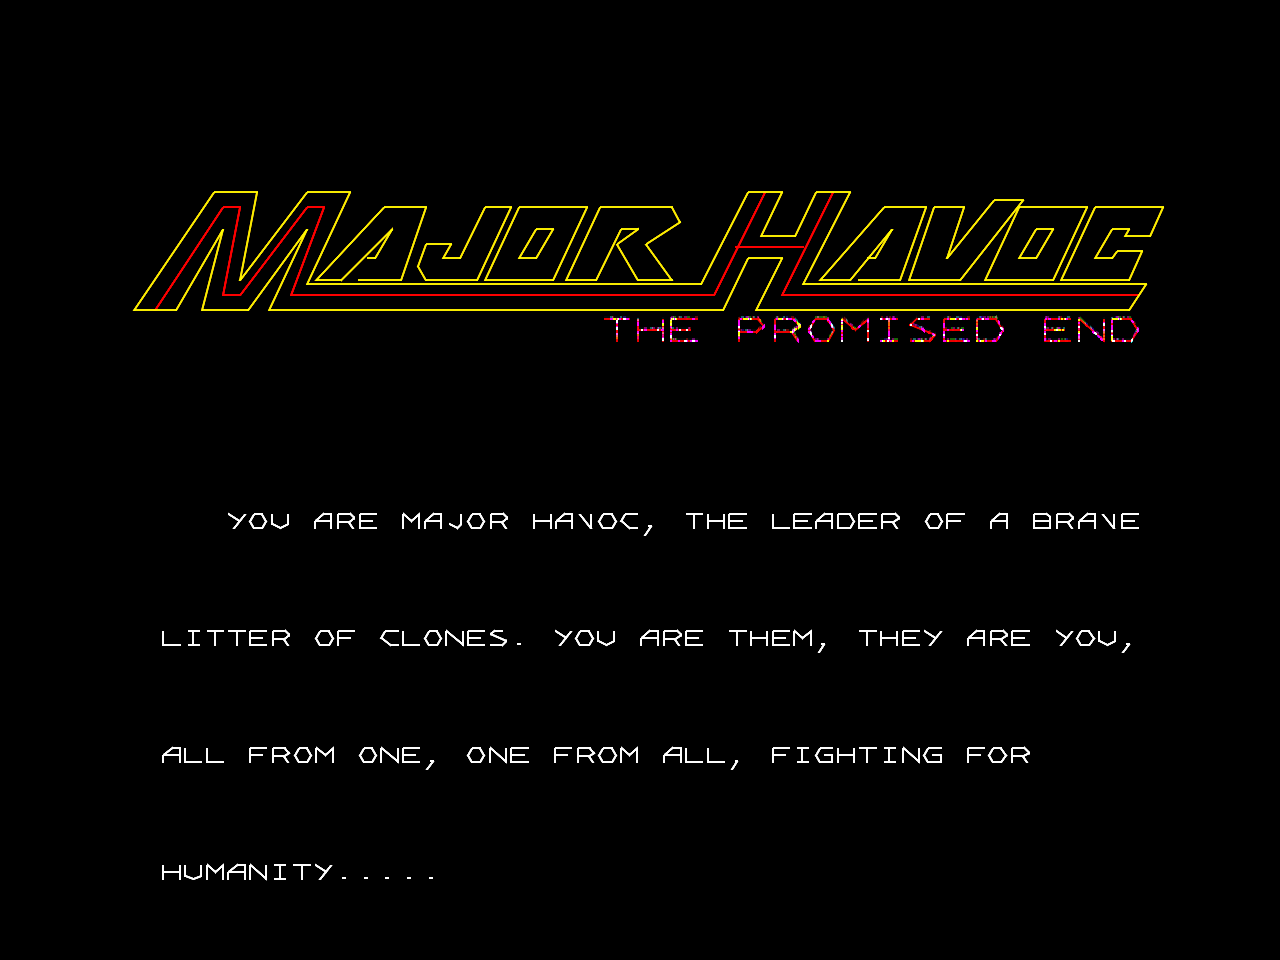 MAJOR HAVOC
THE PROMISED END
YOU ARE MAJOR HAVOC, THE LEADER OF A BRAVE
LITTER OF CLONES. YOU ARE THEM, THEY ARE YOU,
ALL FROM ONE, ONE FROM ALL, FIGHTING FOR
HUMANITY.....